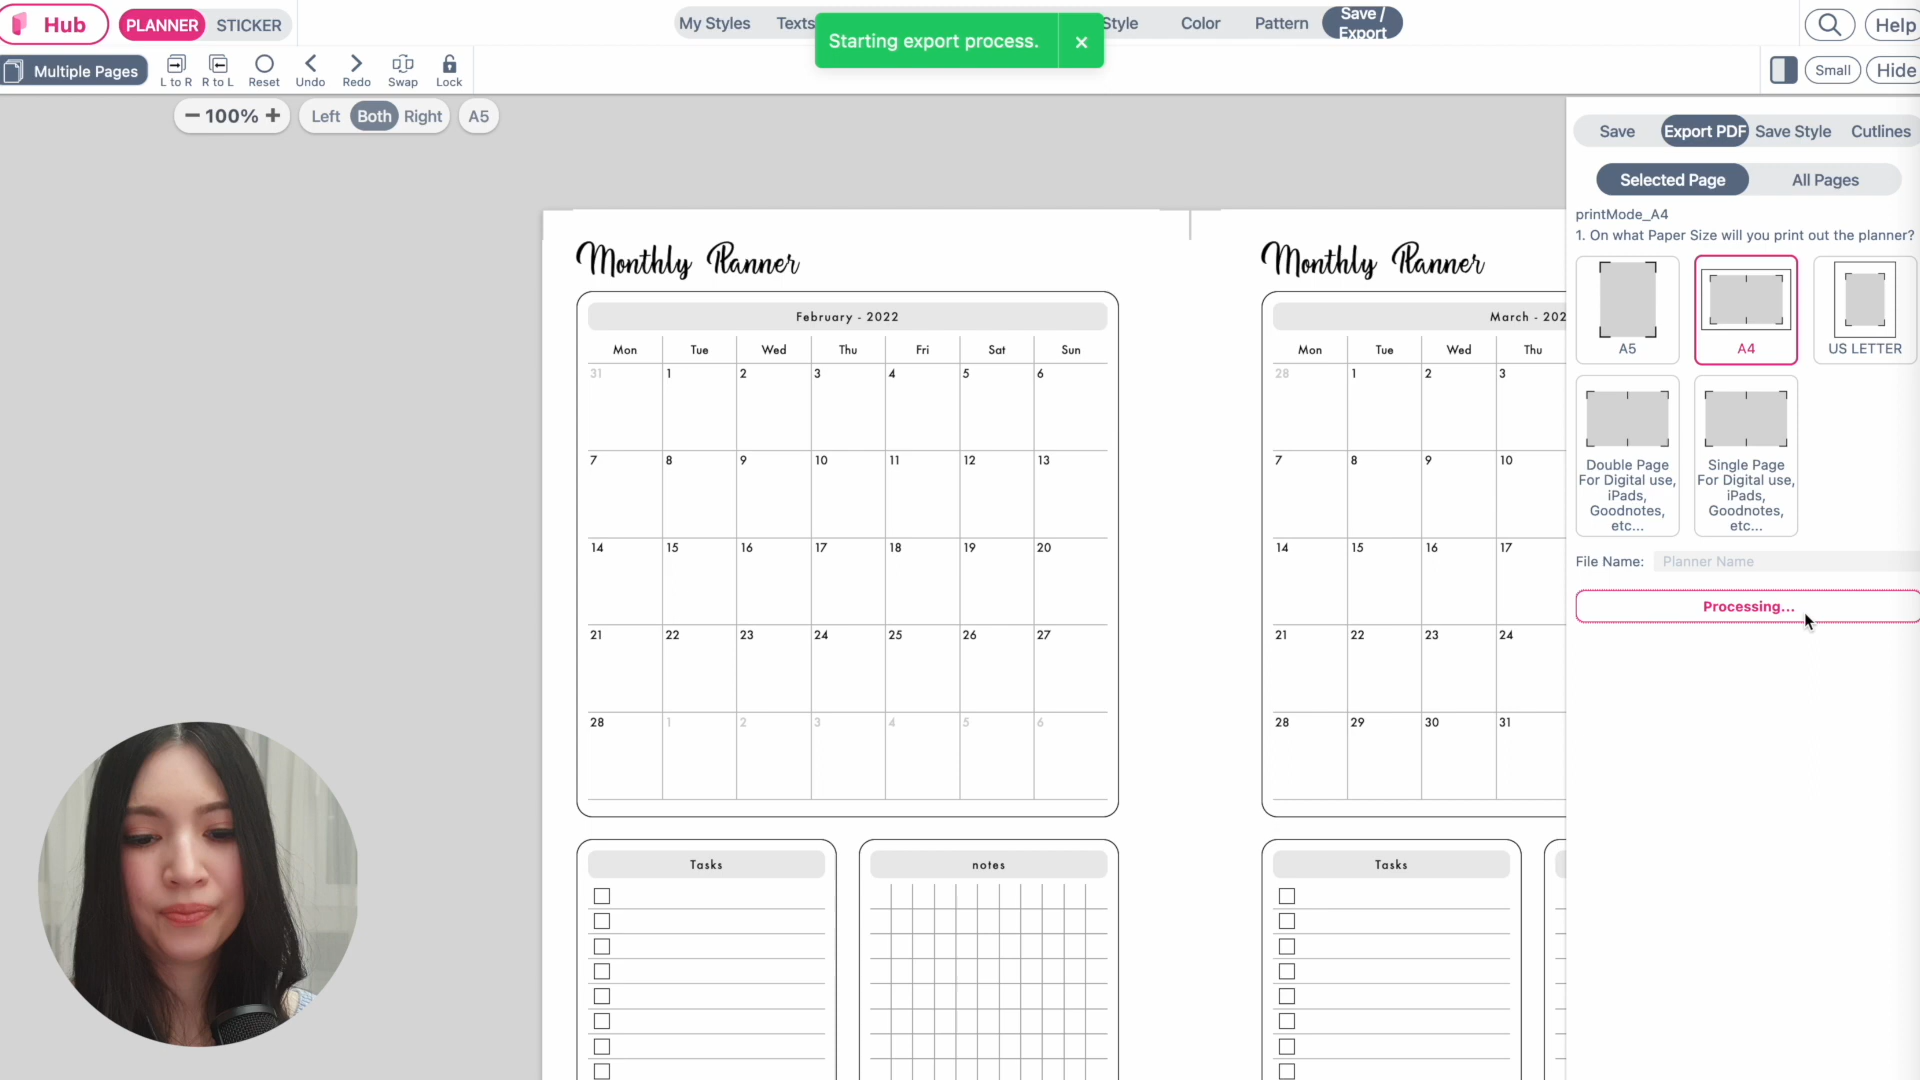 Hub
PLANNER
STICKER
My Styles
Texts
Style
Color
Pattern
Save / Export
Help
Starting export process.
Multiple Pages
L to R
R to L
Reset
Undo
Redo
Swap
Lock
Small
Hide
100%
Left
Both
Right
A5
Save
Export PDF
Save Style
Cutlines
Selected Page
All Pages
printMode_A4
1. On what Paper Size will you print out the planner?
A5
A4
US LETTER
Double Page
For Digital use,
iPads,
Goodnotes,
etc...
Single Page
For Digital use,
iPads,
Goodnotes,
etc...
File Name: Planner Name
Processing...
Monthly Planner
February - 2022
Mon Tue Wed Thu Fri Sat Sun
31 1 2 3 4 5 6
7 8 9 10 11 12 13
14 15 16 17 18 19 20
21 22 23 24 25 26 27
28 1 2 3 4 5 6
Tasks
notes
Monthly Planner
March - 202
Mon Tue Wed Thu
28 1 2 3
7 8 9 10
14 15 16 17
21 22 23 24
28 29 30 31
Tasks